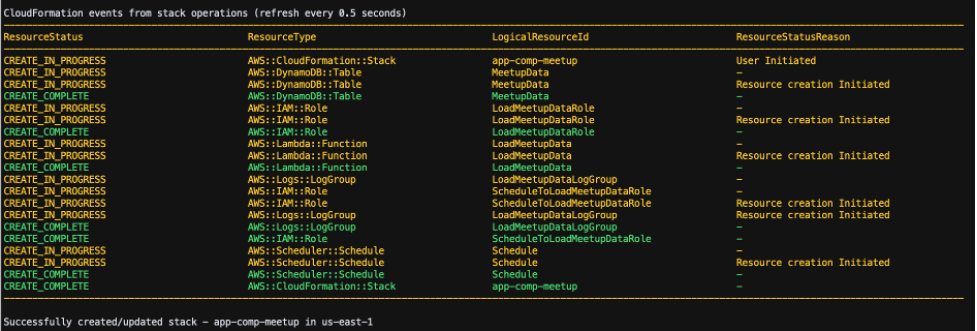 CloudFormation events from stack operations (refresh every 0.5 seconds)
ResourceStatus ResourceType LogicalResourceId ResourceStatusReason
CREATE_IN_PROGRESS AWS::CloudFormation::Stack app-comp-meetup User Initiated
CREATE_IN_PROGRESS AWS::DynamoDB::Table MeetupData -
CREATE_IN_PROGRESS AWS::DynamoDB::Table MeetupData Resource creation Initiated
CREATE_COMPLETE AWS::DynamoDB::Table MeetupData -
CREATE_IN_PROGRESS AWS::IAM::Role LoadMeetupDataRole -
CREATE_IN_PROGRESS AWS::IAM::Role LoadMeetupDataRole Resource creation Initiated
CREATE_COMPLETE AWS::IAM::Role LoadMeetupDataRole -
CREATE_IN_PROGRESS AWS::Lambda::Function LoadMeetupData -
CREATE_IN_PROGRESS AWS::Lambda::Function LoadMeetupData Resource creation Initiated
CREATE_COMPLETE AWS::Lambda::Function LoadMeetupData -
CREATE_IN_PROGRESS AWS::Logs::LogGroup LoadMeetupDataLogGroup -
CREATE_IN_PROGRESS AWS::IAM::Role ScheduleToLoadMeetupDataRole -
CREATE_IN_PROGRESS AWS::IAM::Role ScheduleToLoadMeetupDataRole Resource creation Initiated
CREATE_IN_PROGRESS AWS::Logs::LogGroup LoadMeetupDataLogGroup Resource creation Initiated
CREATE_COMPLETE AWS::Logs::LogGroup LoadMeetupDataLogGroup -
CREATE_COMPLETE AWS::IAM::Role ScheduleToLoadMeetupDataRole -
CREATE_IN_PROGRESS AWS::Scheduler::Schedule Schedule -
CREATE_IN_PROGRESS AWS::Scheduler::Schedule Schedule Resource creation Initiated
CREATE_COMPLETE AWS::Scheduler::Schedule Schedule -
CREATE_COMPLETE AWS::CloudFormation::Stack app-comp-meetup -
Successfully created/updated stack - app-comp-meetup in us-east-1